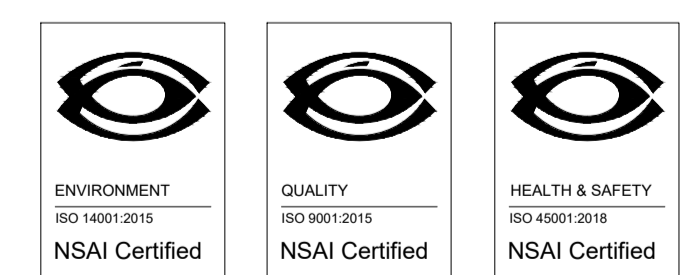 ENVIRONMENT
ISO 14001:2015
NSAI Certified
QUALITY
ISO 9001:2015
NSAI Certified
HEALTH & SAFETY
ISO 45001:2018
NSAI Certified